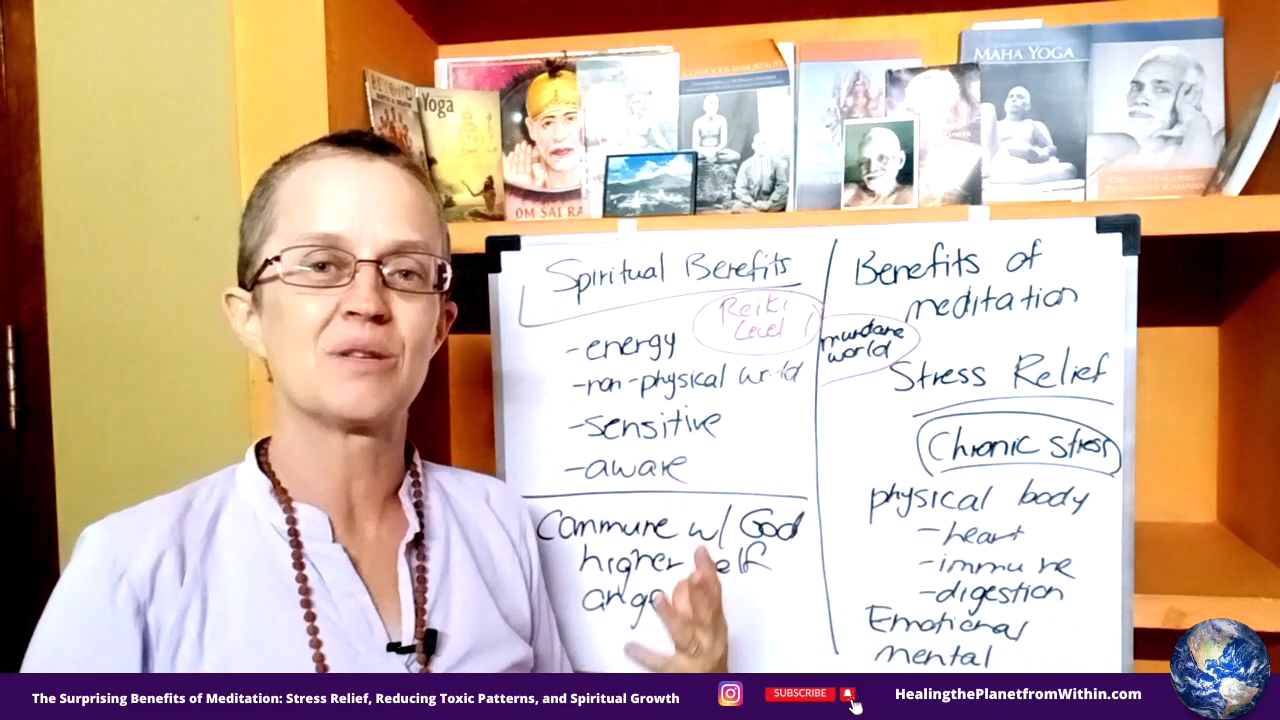 Yoga
OM SAI RA
MAHA YOGA
Spiritual Benefits
Reiki
Level 1
- energy
- non-physical world
- sensitive
- aware
Commune w/ God
higher self
Benefits of
meditation
mundane
world
Stress Relief
Chronic stress
physical body
- heart
- immune
- digestion
Emotional
mental
The Surprising Benefits of Meditation: Stress Relief, Reducing Toxic Patterns, and Spiritual Growth
SUBSCRIBE
HealingthePlanetfromWithin.com